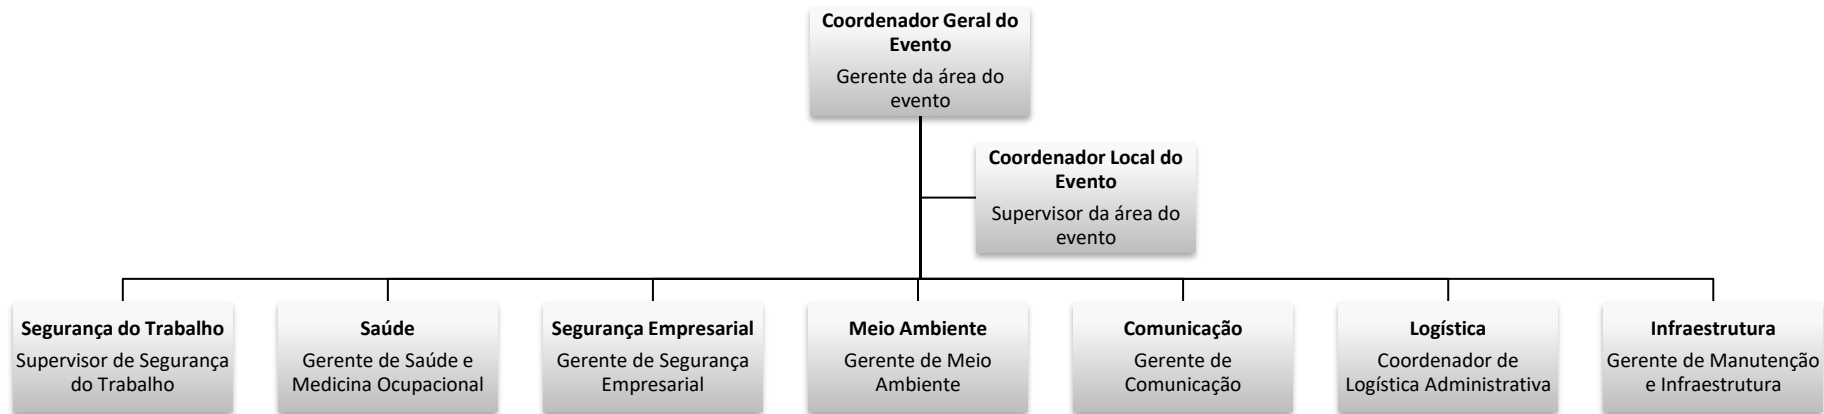 Coordenador Geral do
Evento
Gerente da área do
evento
Coordenador Local do
Evento
Supervisor da área do
evento
Segurança do Trabalho
Supervisor de Segurança
do Trabalho
Saúde
Gerente de Saúde e
Medicina Ocupacional
Segurança Empresarial
Gerente de Segurança
Empresarial
Meio Ambiente
Gerente de Meio
Ambiente
Comunicação
Gerente de
Comunicação
Logística
Coordenador de
Logística Administrativa
Infraestrutura
Gerente de Manutenção
e Infraestrutura